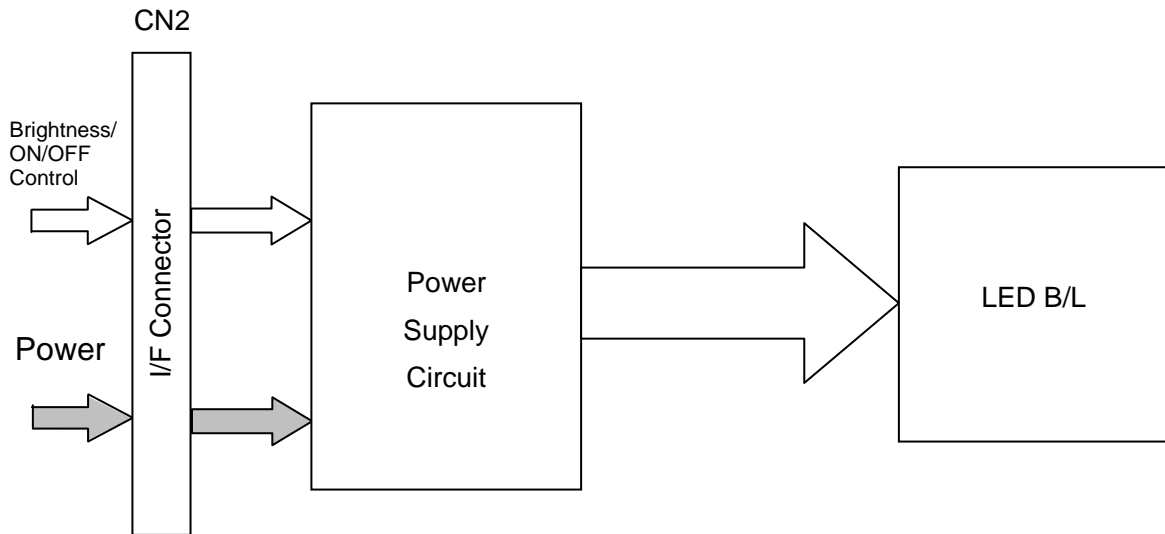 CN2
Brightness/
ON/OFF
Control
Power
I/F Connector
Power
Supply
Circuit
LED B/L